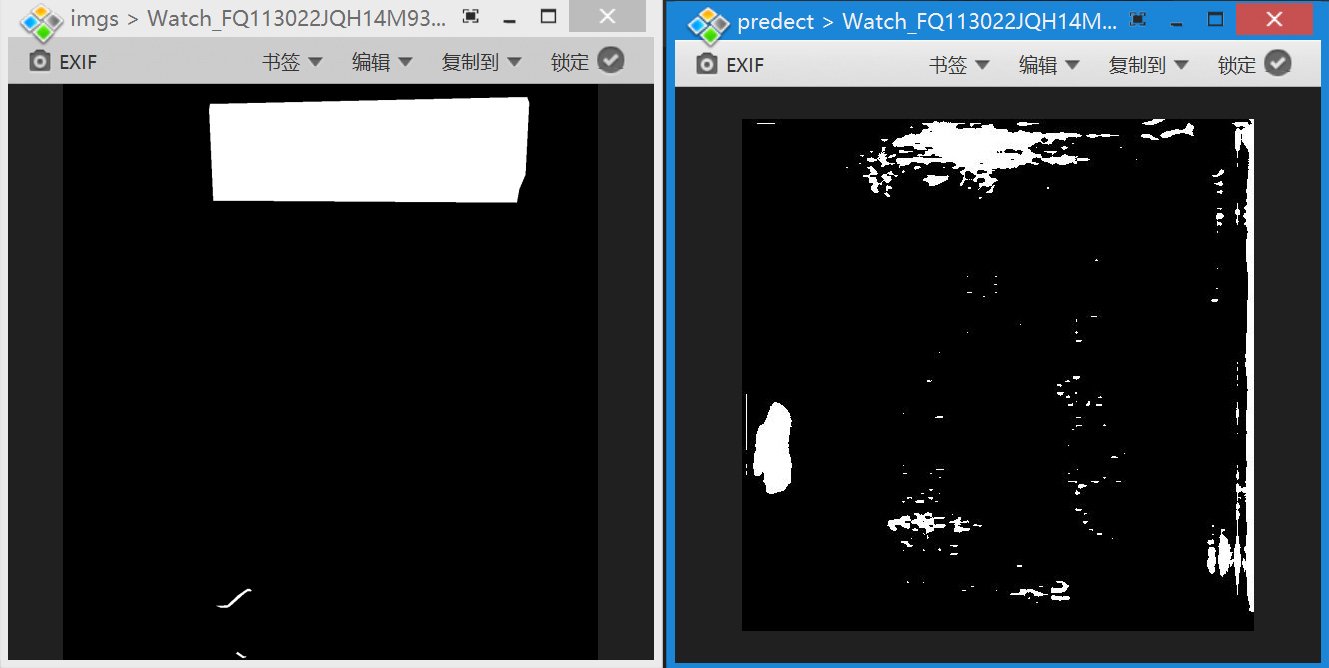 imgs > Watch_FQ113022JQH14M93...
EXIF 书签 编辑 复制到 锁定
predect > Watch_FQ113022JQH14M...
EXIF 书签 编辑 复制到 锁定